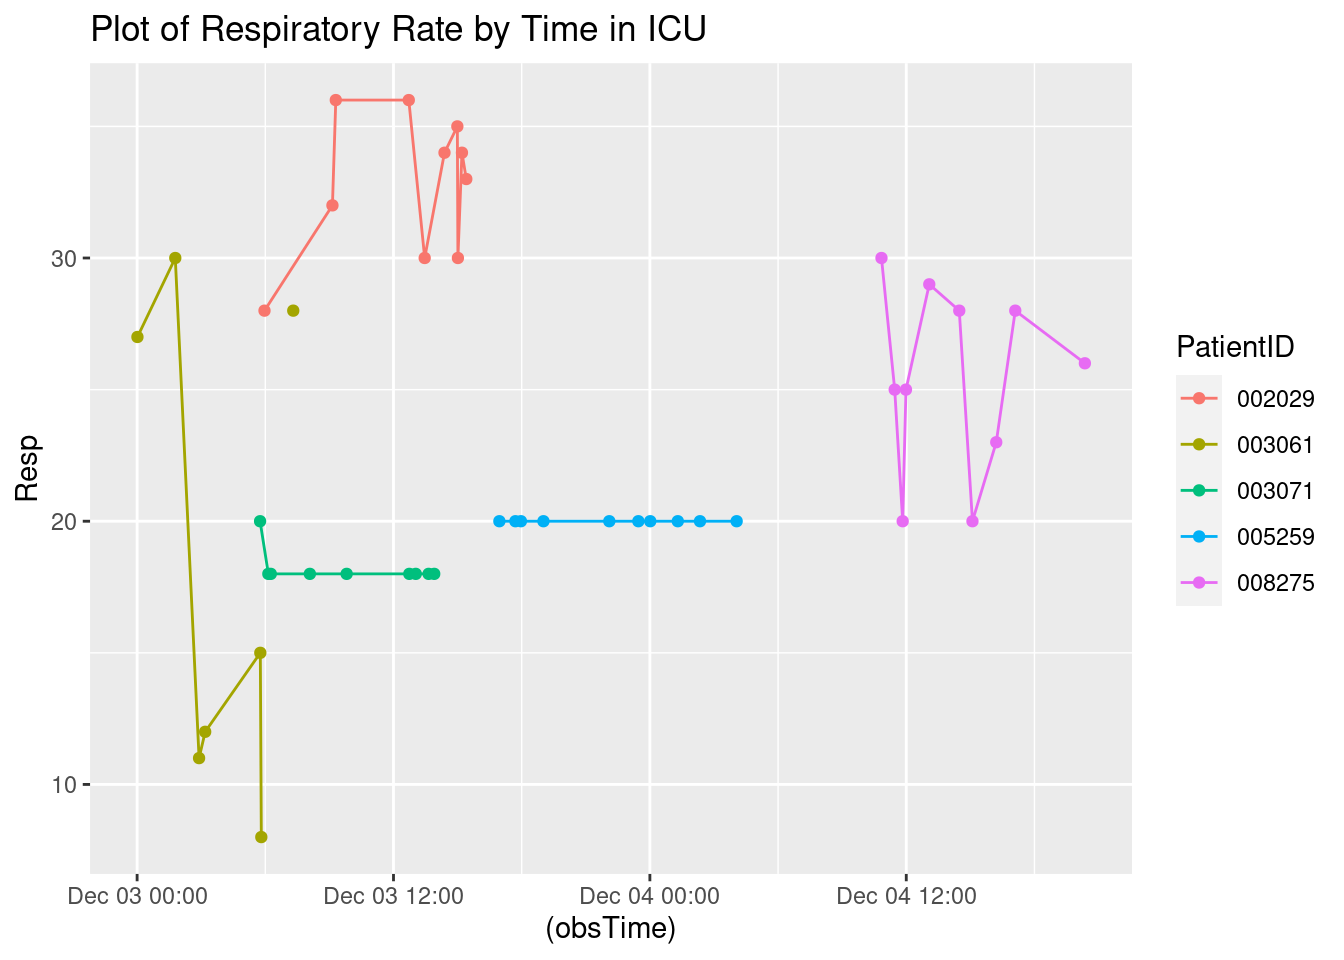 Plot of Respiratory Rate by Time in ICU
Resp
30
20
10
Dec 03 00:00
Dec 03 12:00
Dec 04 00:00
Dec 04 12:00
(obsTime)
PatientID
002029
003061
003071
005259
008275